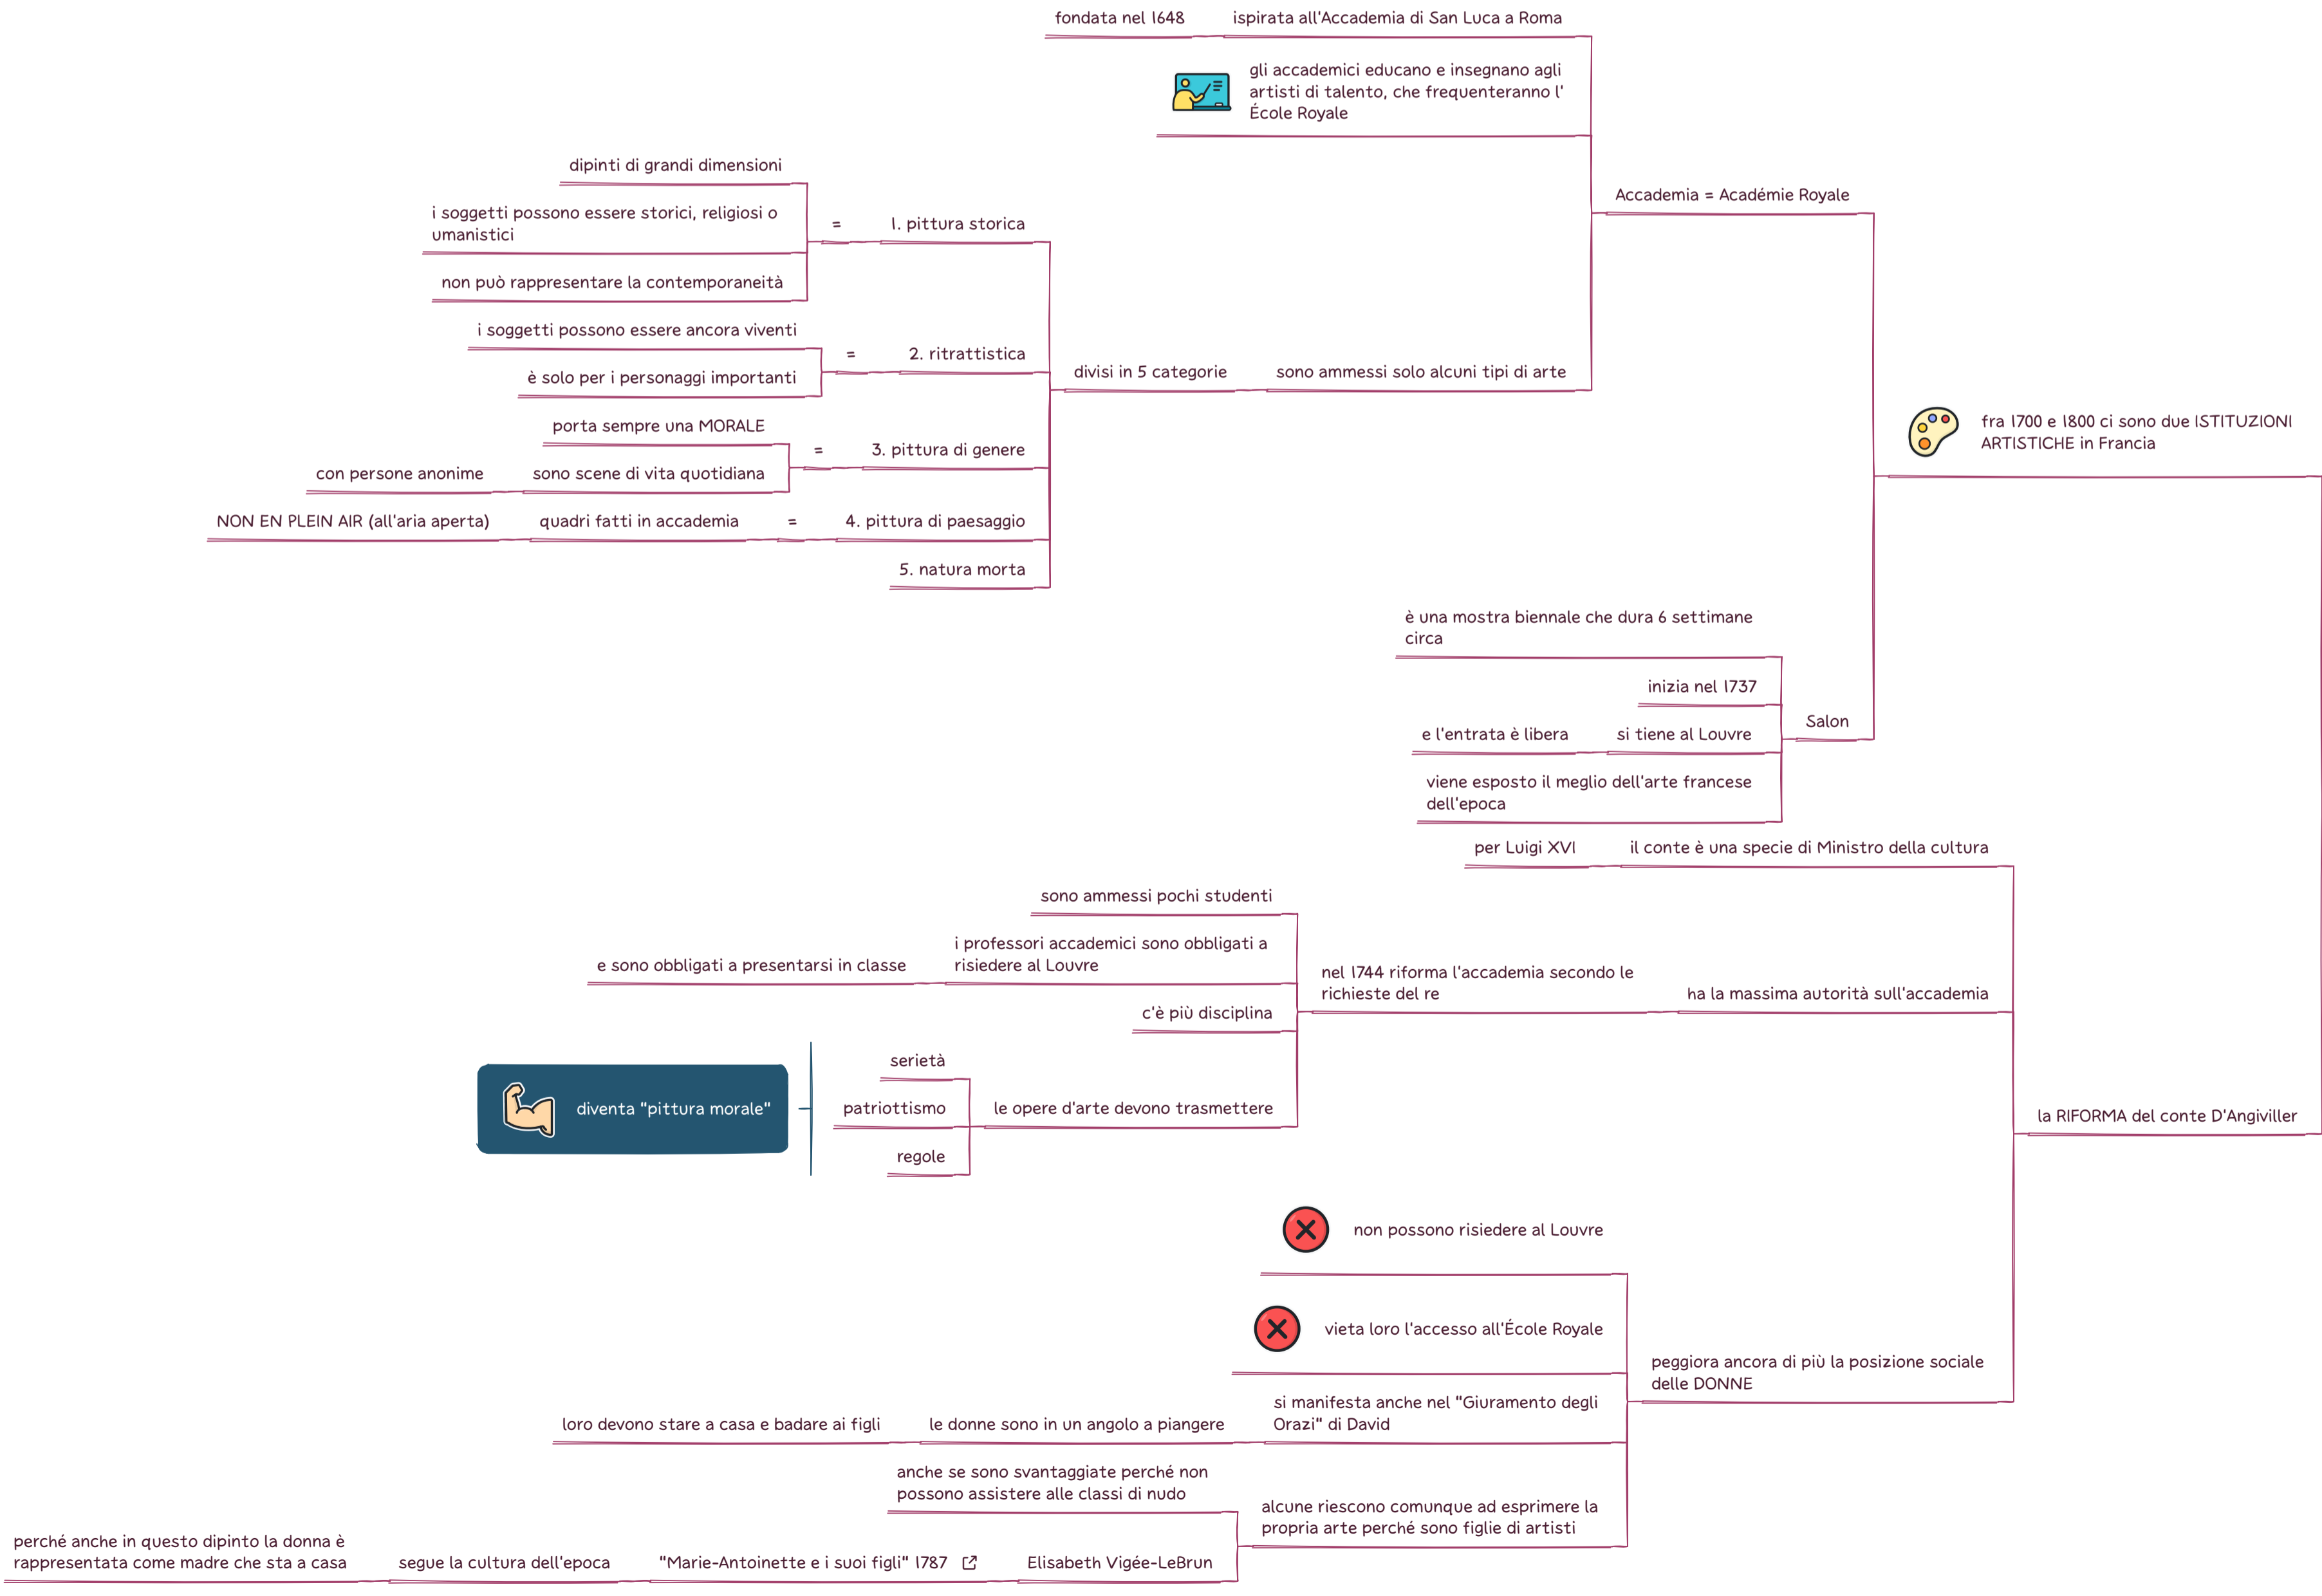 fra 1700 e 1800 ci sono due ISTITUZIONI
ARTISTICHE in Francia
Accademia = Académie Royale
ispirata all'Accademia di San Luca a Roma
fondata nel 1648
gli accademici educano e insegnano agli
artisti di talento, che frequenteranno l'
École Royale
sono ammessi solo alcuni tipi di arte
divisi in 5 categorie
1. pittura storica
=
dipinti di grandi dimensioni
i soggetti possono essere storici, religiosi o
umanistici
non può rappresentare la contemporaneità
2. ritrattistica
=
i soggetti possono essere ancora viventi
è solo per i personaggi importanti
3. pittura di genere
=
porta sempre una MORALE
sono scene di vita quotidiana
con persone anonime
4. pittura di paesaggio
=
quadri fatti in accademia
NON EN PLEIN AIR (all'aria aperta)
5. natura morta
Salon
è una mostra biennale che dura 6 settimane
circa
inizia nel 1737
si tiene al Louvre
e l'entrata è libera
viene esposto il meglio dell'arte francese
dell'epoca
la RIFORMA del conte D'Angiviller
il conte è una specie di Ministro della cultura
per Luigi XVI
ha la massima autorità sull'accademia
nel 1744 riforma l'accademia secondo le
richieste del re
sono ammessi pochi studenti
i professori accademici sono obbligati a
risiedere al Louvre
e sono obbligati a presentarsi in classe
c'è più disciplina
le opere d'arte devono trasmettere
serietà
patriottismo
regole
diventa "pittura morale"
peggiora ancora di più la posizione sociale
delle DONNE
non possono risiedere al Louvre
vieta loro l'accesso all'École Royale
si manifesta anche nel "Giuramento degli
Orazi" di David
le donne sono in un angolo a piangere
loro devono stare a casa e badare ai figli
alcune riescono comunque ad esprimere la
propria arte perché sono figlie di artisti
anche se sono svantaggiate perché non
possono assistere alle classi di nudo
Elisabeth Vigée-LeBrun
"Marie-Antoinette e i suoi figli" 1787
segue la cultura dell'epoca
perché anche in questo dipinto la donna è
rappresentata come madre che sta a casa